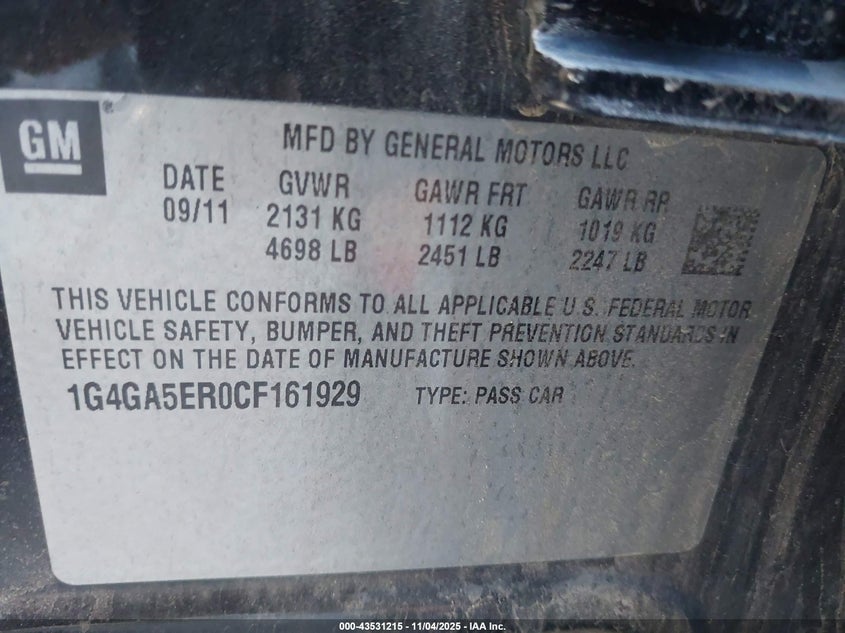 GM ®
MFD BY GENERAL MOTORS LLC
DATE GVWR GAWR FRT GAWR RR
09/11 2131 KG 1112 KG 1019 KG
4698 LB 2451 LB 2247 LB
THIS VEHICLE CONFORMS TO ALL APPLICABLE U.S. FEDERAL MOTOR
VEHICLE SAFETY, BUMPER, AND THEFT PREVENTION STANDARDS IN
EFFECT ON THE DATE OF MANUFACTURE SHOWN ABOVE.
1G4GA5ER0CF161929 TYPE: PASS CAR
000-43531215 - 11/04/2025 - IAA Inc.